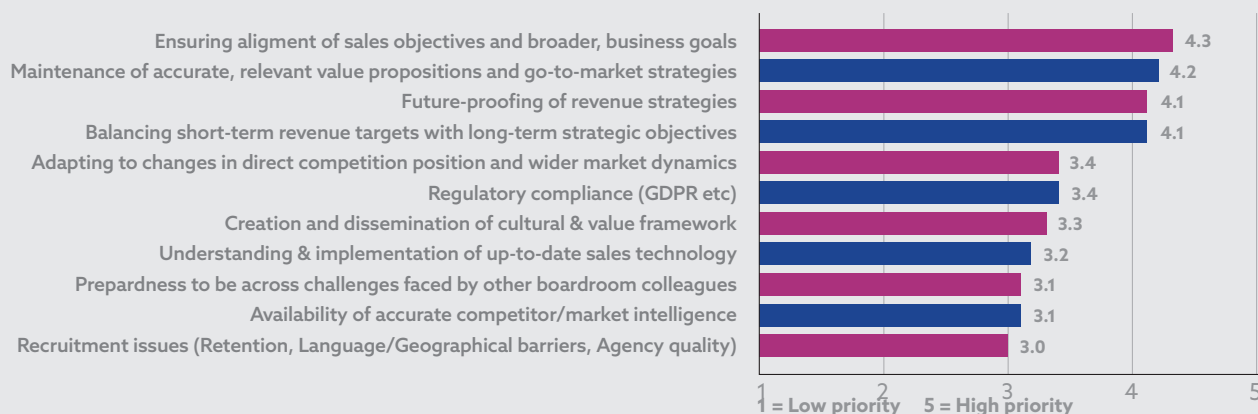 Ensuring aligment of sales objectives and broader, business goals 4.3
Maintenance of accurate, relevant value propositions and go-to-market strategies 4.2
Future-proofing of revenue strategies 4.1
Balancing short-term revenue targets with long-term strategic objectives 4.1
Adapting to changes in direct competition position and wider market dynamics 3.4
Regulatory compliance (GDPR etc) 3.4
Creation and dissemination of cultural & value framework 3.3
Understanding & implementation of up-to-date sales technology 3.2
Prepardness to be across challenges faced by other boardroom colleagues 3.1
Availability of accurate competitor/market intelligence 3.1
Recruitment issues (Retention, Language/Geographical barriers, Agency quality) 3.0
1 2 3 4 5
1 = Low priority 5 = High priority